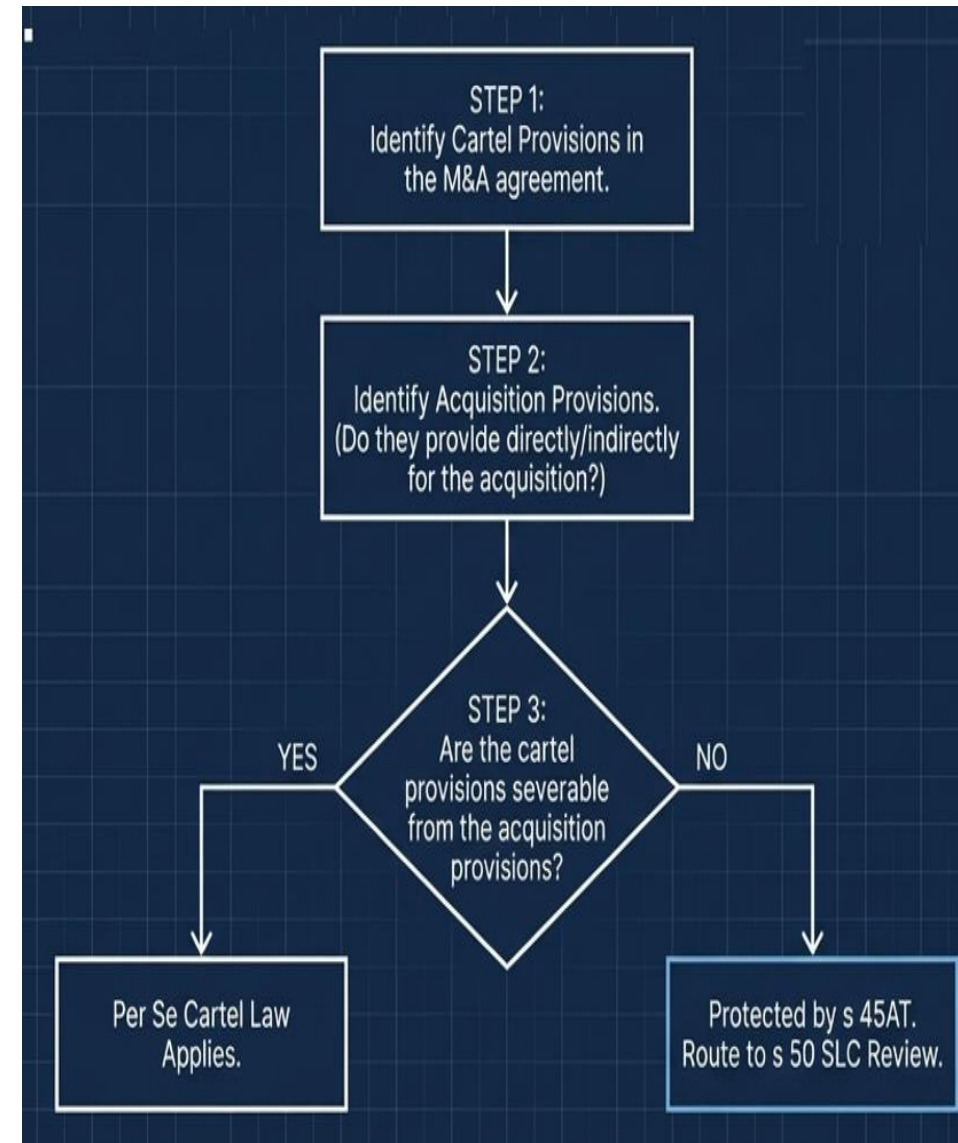 STEP 1:
Identify Cartel Provisions in
the M&A agreement.
STEP 2:
Identify Acquisition Provisions.
(Do they provide directly/indirectly
for the acquisition?)
STEP 3:
Are the cartel
provisions severable
from the acquisition
provisions?
YES
NO
Per Se Cartel Law
Applies.
Protected by s 45AT.
Route to s 50 SLC Review.